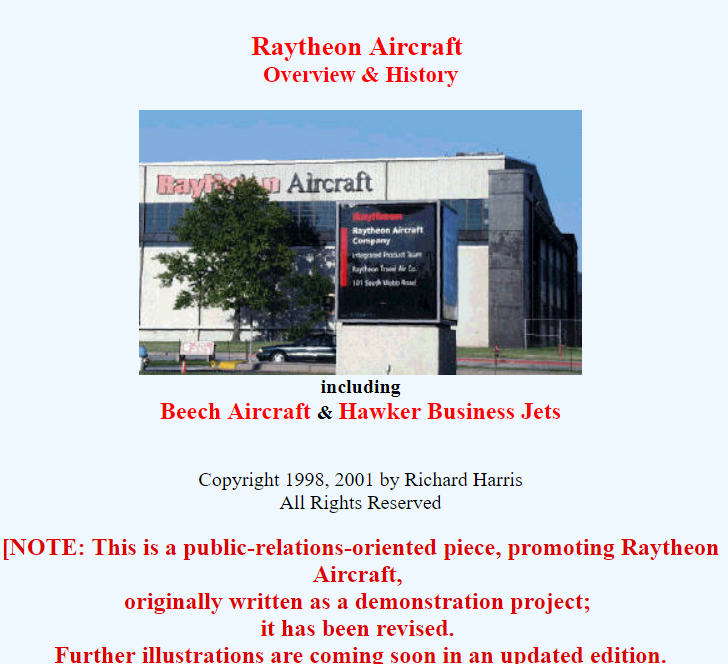 Raytheon Aircraft
Overview & History
Raytheon Aircraft
Raytheon
Raytheon Aircraft
Company
Integrated Product Team
Raytheon Travel Air Co.
101 South Webb Road
including
Beech Aircraft & Hawker Business Jets
Copyright 1998, 2001 by Richard Harris
All Rights Reserved
[NOTE: This is a public-relations-oriented piece, promoting Raytheon
Aircraft,
originally written as a demonstration project;
it has been revised.
Further illustrations are coming soon in an updated edition.